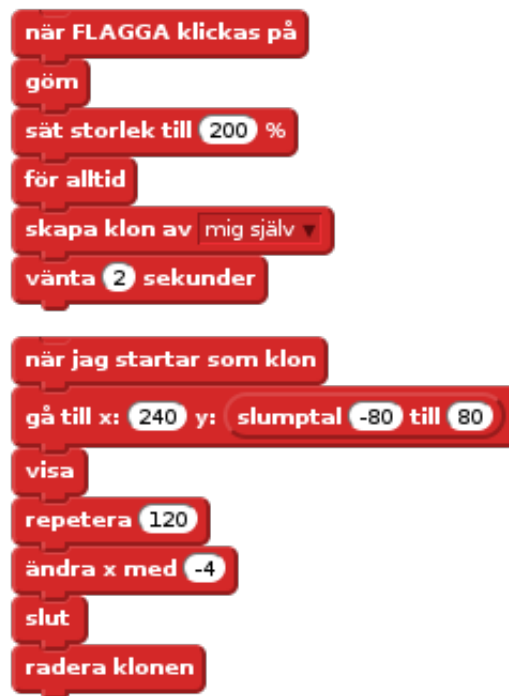 när FLAGGA klickas på
göm
sät storlek till 200 %
för alltid
skapa klon av mig själv
vänta 2 sekunder
när jag startar som klon
gå till x: 240 y: slumptal -80 till 80
visa
repetera 120
ändra x med -4
slut
radera klonen